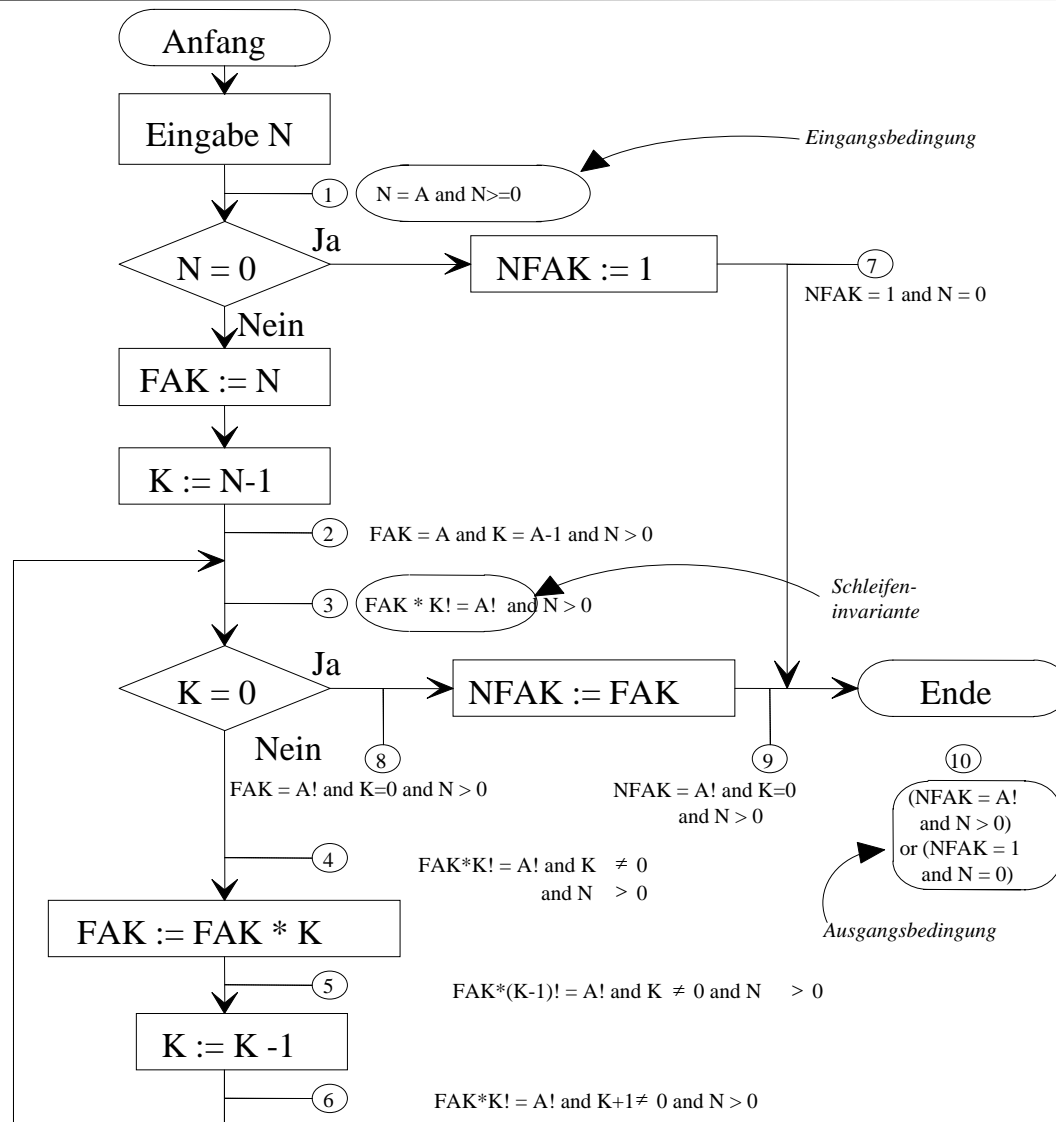 Anfang
Eingabe N
Eingangsbedingung
1
N = A and N>=0
Ja
N = 0
NFAK := 1
7
NFAK = 1 and N = 0
Nein
FAK := N
K := N-1
2
FAK = A and K = A-1 and N > 0
Schleifen-
invariante
3
FAK * K! = A! and N > 0
Ja
K = 0
NFAK := FAK
Ende
Nein
8
FAK = A! and K=0 and N > 0
9
NFAK = A! and K=0
and N > 0
10
(NFAK = A!
and N > 0)
or (NFAK = 1
and N = 0)
Ausgangsbedingung
4
FAK*K! = A! and K ≠ 0
and N > 0
FAK := FAK * K
5
FAK*(K-1)! = A! and K ≠ 0 and N > 0
K := K -1
6
FAK*K! = A! and K+1≠ 0 and N > 0